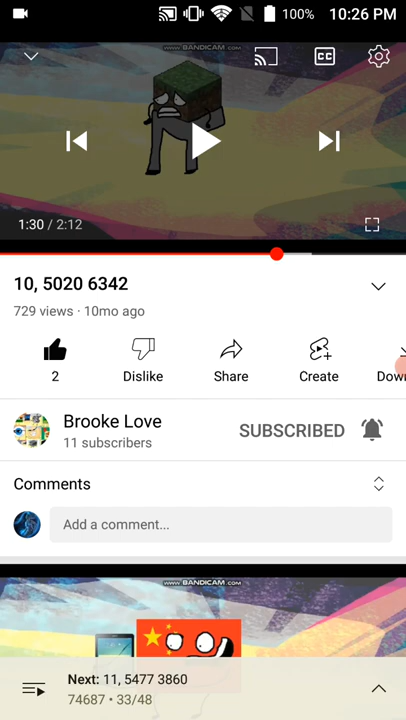 100% 10:26 PM
www.BANDICAM.com
CC
1:30 / 2:12
10, 5020 6342
729 views · 10mo ago
2 Dislike Share Create Down
Brooke Love
11 subscribers
SUBSCRIBED
Comments
Add a comment...
www.BANDICAM.com
Next: 11, 5477 3860
74687 • 33/48